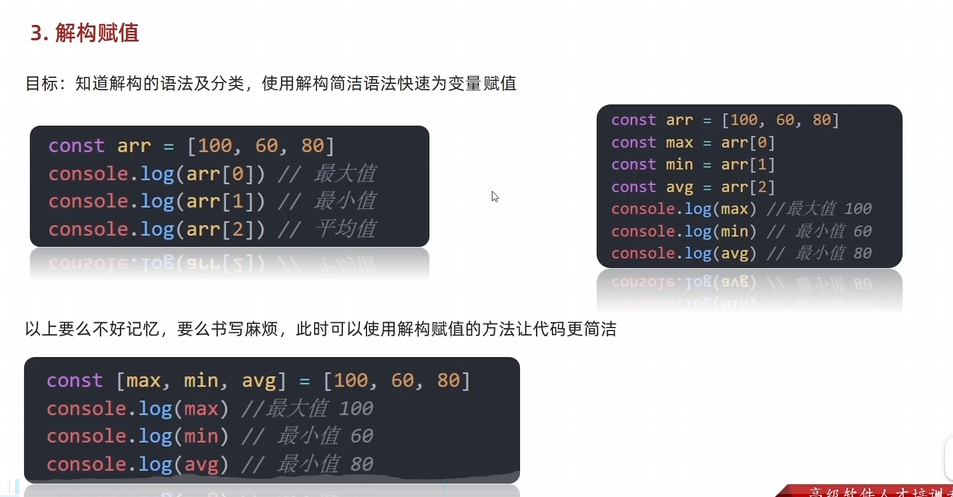 3. 解构赋值
目标：知道解构的语法及分类，使用解构简洁语法快速为变量赋值
const arr = [100, 60, 80]
console.log(arr[0]) // 最大值
console.log(arr[1]) // 最小值
console.log(arr[2]) // 平均值
const arr = [100, 60, 80]
const max = arr[0]
const min = arr[1]
const avg = arr[2]
console.log(max) //最大值 100
console.log(min) // 最小值 60
console.log(avg) // 最小值 80
以上要么不好记忆，要么书写麻烦，此时可以使用解构赋值的方法让代码更简洁
const [max, min, avg] = [100, 60, 80]
console.log(max) //最大值 100
console.log(min) // 最小值 60
console.log(avg) // 最小值 80
高级软件人才培训